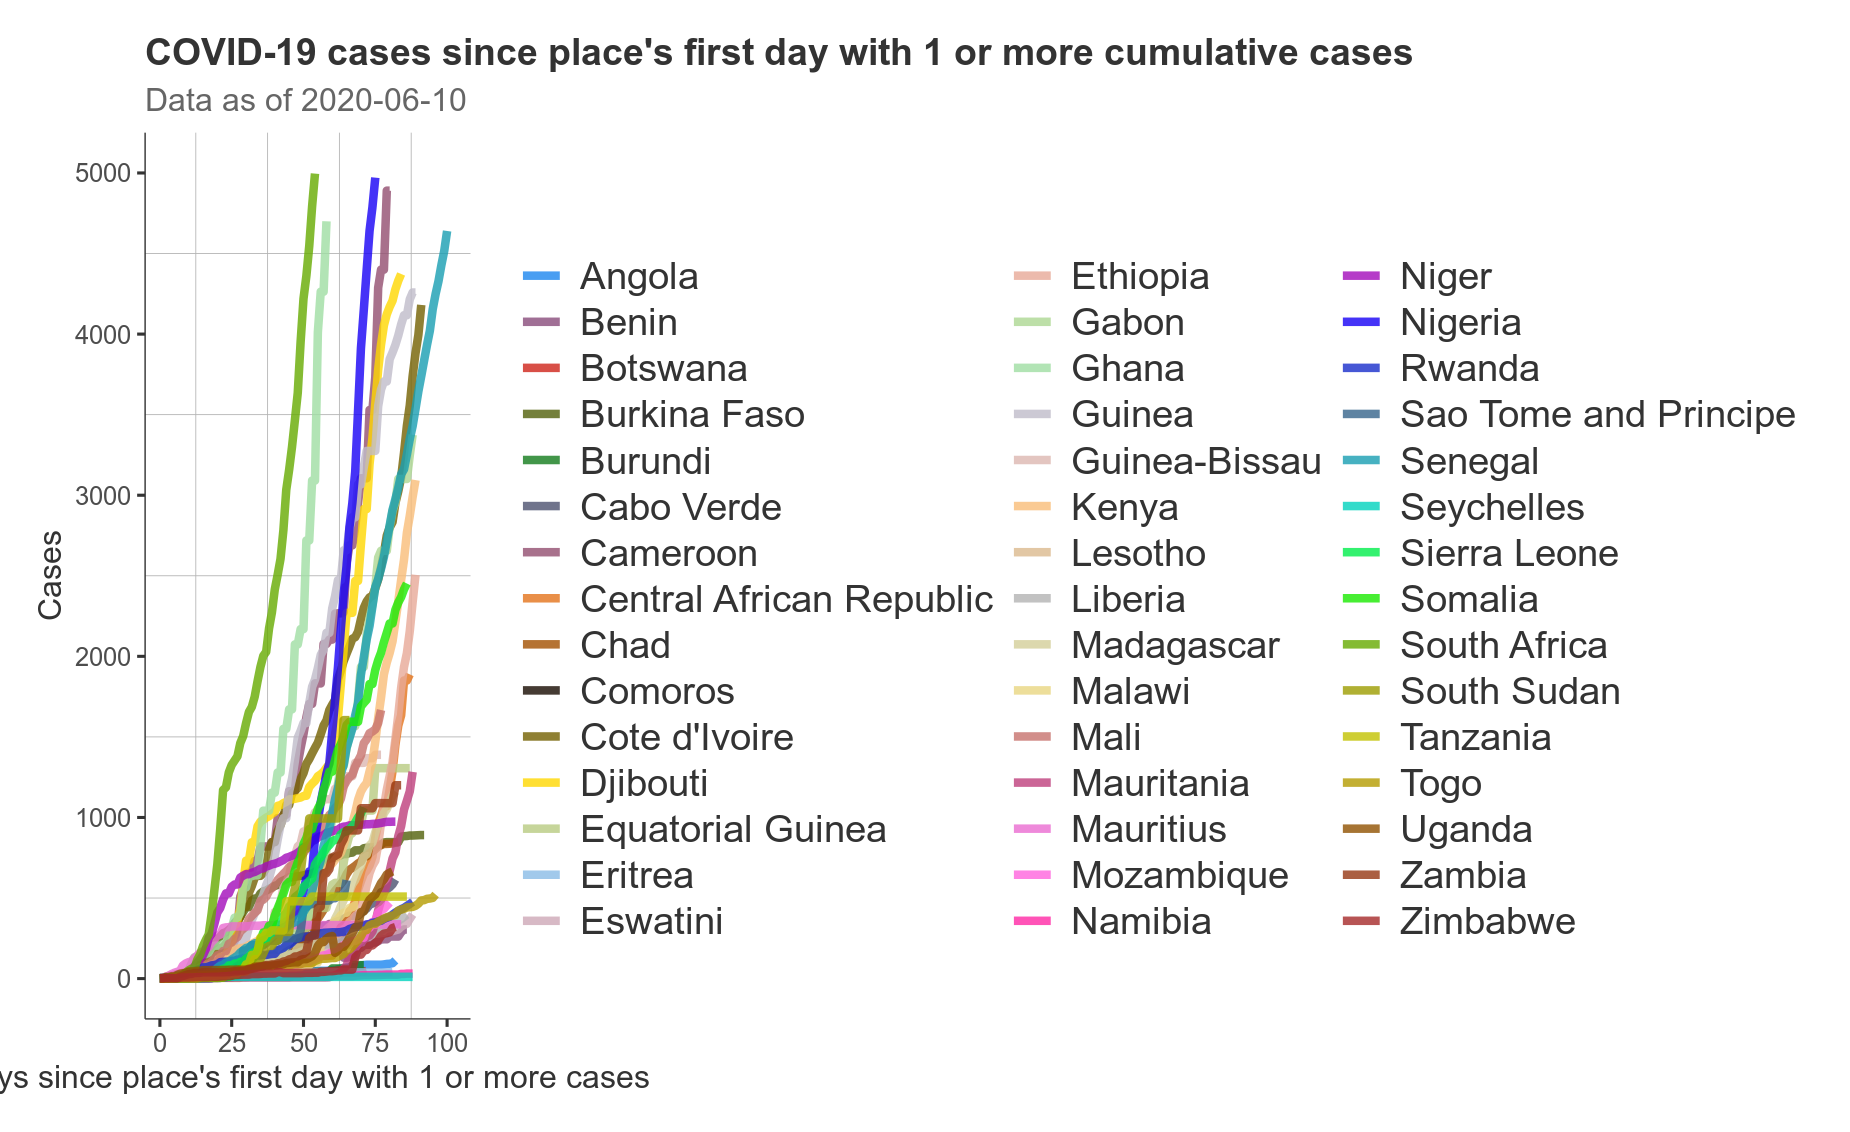 COVID-19 cases since place's first day with 1 or more cumulative cases
Data as of 2020-06-10
Cases
5000
4000
3000
2000
1000
0
0 25 50 75 100
ys since place's first day with 1 or more cases
Angola
Benin
Botswana
Burkina Faso
Burundi
Cabo Verde
Cameroon
Central African Republic
Chad
Comoros
Cote d'Ivoire
Djibouti
Equatorial Guinea
Eritrea
Eswatini
Ethiopia
Gabon
Ghana
Guinea
Guinea-Bissau
Kenya
Lesotho
Liberia
Madagascar
Malawi
Mali
Mauritania
Mauritius
Mozambique
Namibia
Niger
Nigeria
Rwanda
Sao Tome and Principe
Senegal
Seychelles
Sierra Leone
Somalia
South Africa
South Sudan
Tanzania
Togo
Uganda
Zambia
Zimbabwe